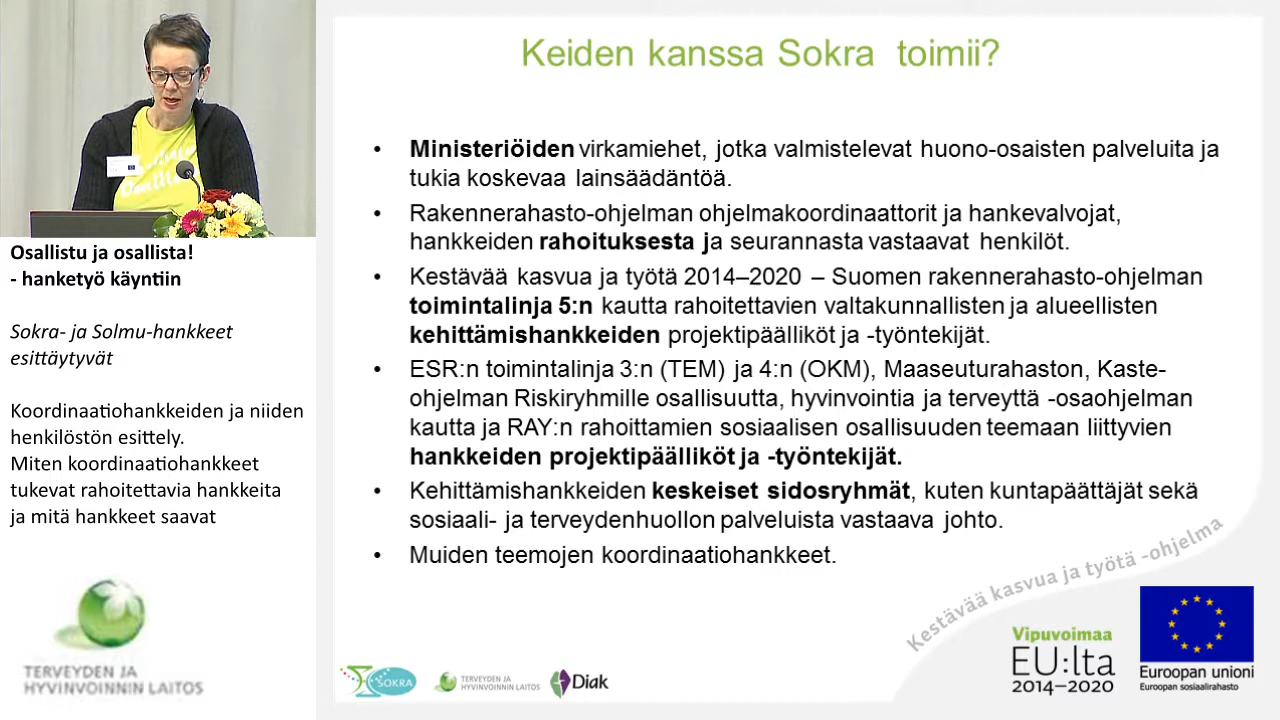 Osallistu ja osallista!
- hanketyö käyntiin
Sokra- ja Solmu-hankkeet
esittäytyvät
Koordinaatiohankkeiden ja niiden
henkilöstön esittely.
Miten koordinaatiohankkeet
tukevat rahoitettavia hankkeita
ja mitä hankkeet saavat
TERVEYDEN JA
HYVINVOINNIN LAITOS
Keiden kanssa Sokra toimii?
• Ministeriöiden virkamiehet, jotka valmistelevat huono-osaisten palveluita ja
tukia koskevaa lainsäädäntöä.
• Rakennerahasto-ohjelman ohjelmakoordinaattorit ja hankevalvojat,
hankkeiden rahoituksesta ja seurannasta vastaavat henkilöt.
• Kestävää kasvua ja työtä 2014–2020 – Suomen rakennerahasto-ohjelman
toimintalinja 5:n kautta rahoitettavien valtakunnallisten ja alueellisten
kehittämishankkeiden projektipäälliköt ja -työntekijät.
• ESR:n toimintalinja 3:n (TEM) ja 4:n (OKM), Maaseuturahaston, Kaste-
ohjelman Riskiryhmille osallisuutta, hyvinvointia ja terveyttä -osaohjelman
kautta ja RAY:n rahoittamien sosiaalisen osallisuuden teemaan liittyvien
hankkeiden projektipäälliköt ja -työntekijät.
• Kehittämishankkeiden keskeiset sidosryhmät, kuten kuntapäättäjät sekä
sosiaali- ja terveydenhuollon palveluista vastaava johto.
• Muiden teemojen koordinaatiohankkeet.
Kestävää kasvua ja työtä -ohjelma
SOKRA
TERVEYDEN JA
HYVINVOINNIN LAITOS
Diak
Vipuvoimaa
EU:lta
2014–2020
Euroopan unioni
Euroopan sosiaalirahasto